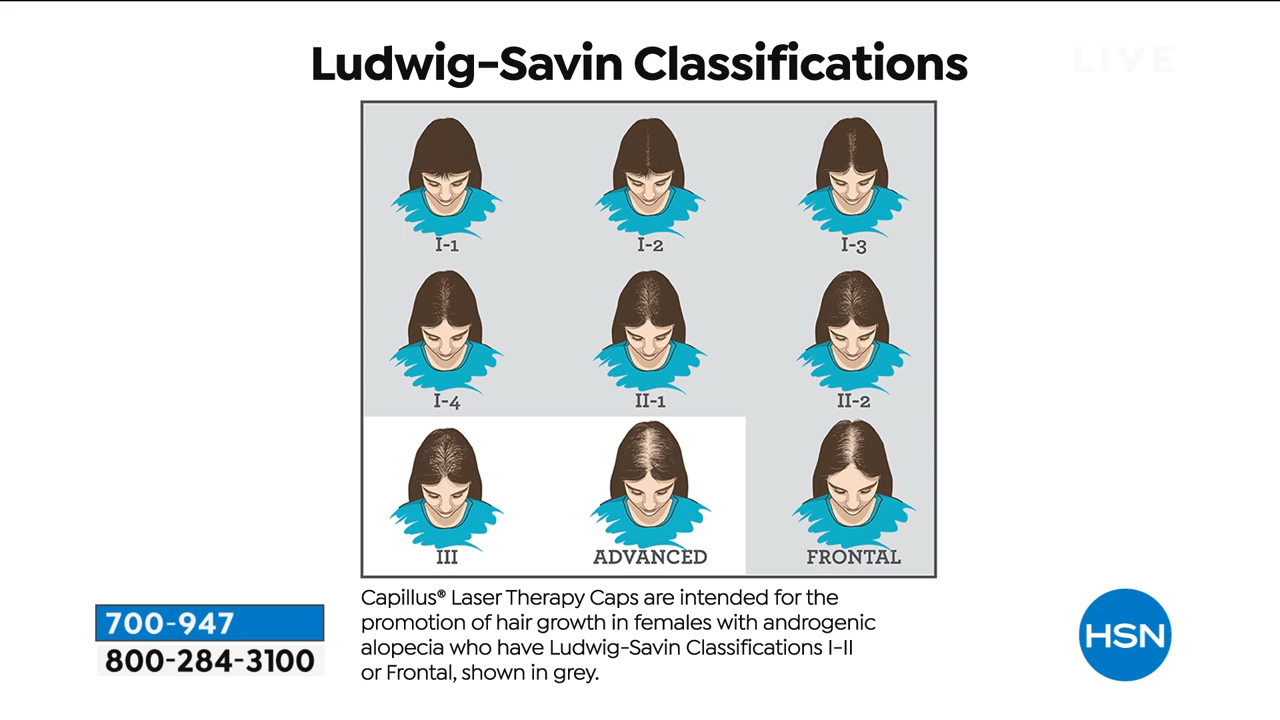 Ludwig-Savin Classifications
LIVE
I-1
I-2
I-3
I-4
II-1
II-2
III
ADVANCED
FRONTAL
Capillus® Laser Therapy Caps are intended for the
promotion of hair growth in females with androgenic
alopecia who have Ludwig-Savin Classifications I-II
or Frontal, shown in grey.
700-947
800-284-3100
HSN